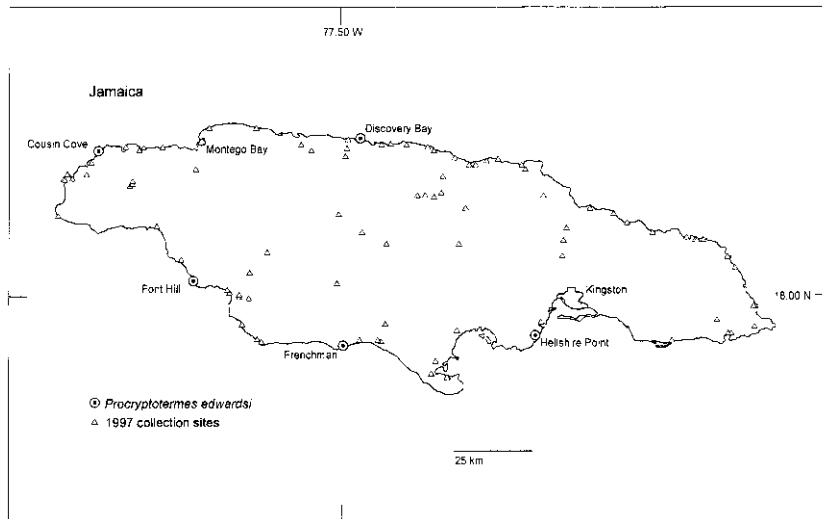 77.50 W
Jamaica
Discovery Bay
Cousin Cove
Montego Bay
Font Hill
Kingston
18.00 N
Hellshire Point
Frenchman
Procryptotermes edwardsi
1997 collection sites
25 km